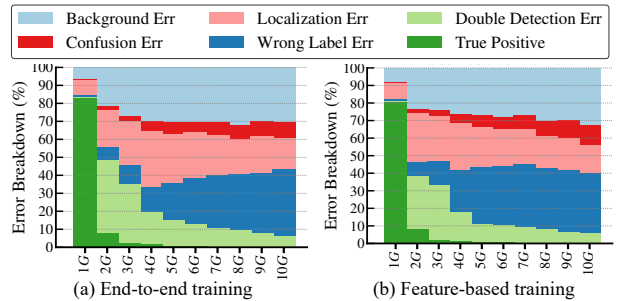 Background Err Localization Err Double Detection Err
Confusion Err Wrong Label Err True Positive
Error Breakdown (%)
100
90
80
70
60
50
40
30
20
10
0
1G 2G 3G 4G 5G 6G 7G 8G 9G 10G
(a) End-to-end training
Error Breakdown (%)
100
90
80
70
60
50
40
30
20
10
0
1G 2G 3G 4G 5G 6G 7G 8G 9G 10G
(b) Feature-based training